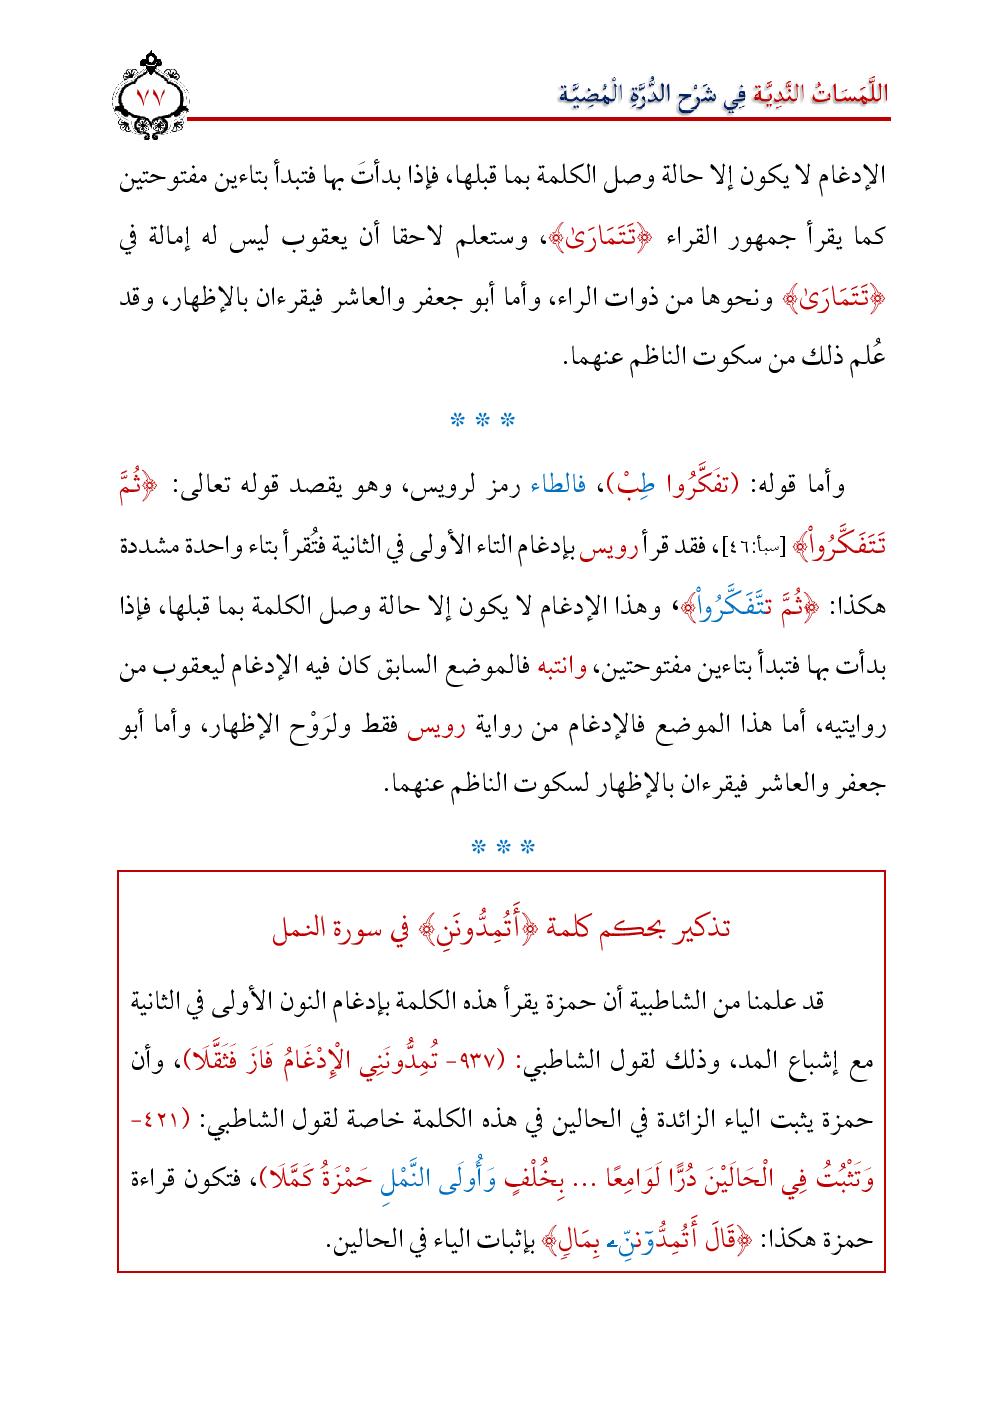 اللَّمَسَاتُ النَّدِيَّة فِي شَرْح الدُّرَّةِ الْمُضِيَّة
٧٧
الإدغام لا يكون إلا حالة وصل الكلمة بما قبلها، فإذا بدأتَ بها فتبدأ بتاءين مفتوحتين
كما يقرأ جمهور القراء ﴿تَتَمَارَىٰ﴾، وستعلم لاحقا أن يعقوب ليس له إمالة في
﴿تَتَمَارَىٰ﴾ ونحوها من ذوات الراء، وأما أبو جعفر والعاشر فيقرءان بالإظهار، وقد
عُلم ذلك من سكوت الناظم عنهما.
* * *
وأما قوله: (تفَكَّرُوا طِبْ)، فالطاء رمز لرويس، وهو يقصد قوله تعالى: ﴿ثُمَّ
تَتَفَكَّرُواْ﴾ [سبأ:٤٦]، فقد قرأ رويس بإدغام التاء الأولى في الثانية فتُقرأ بتاء واحدة مشددة
هكذا: ﴿ثُمَّ تتَّفَكَّرُواْ﴾؛ وهذا الإدغام لا يكون إلا حالة وصل الكلمة بما قبلها، فإذا
بدأت بها فتبدأ بتاءين مفتوحتين، وانتبه فالموضع السابق كان فيه الإدغام ليعقوب من
روايتيه، أما هذا الموضع فالإدغام من رواية رويس فقط ولرَوْح الإظهار، وأما أبو
جعفر والعاشر فيقرءان بالإظهار لسكوت الناظم عنهما.
* * *
تذكير بحكم كلمة ﴿أَتُمِدُّونَنِ﴾ في سورة النمل
قد علمنا من الشاطبية أن حمزة يقرأ هذه الكلمة بإدغام النون الأولى في الثانية
مع إشباع المد، وذلك لقول الشاطبي: (٩٣٧- تُمِدُّونَنِي الْإِدْغَامُ فَازَ فَثَقَّلَا)، وأن
حمزة يثبت الياء الزائدة في الحالين في هذه الكلمة خاصة لقول الشاطبي: (٤٢١-
وَتَثْبُتُ فِي الْحَالَيْنَ دُرًّا لَوَامِعًا ... بِخُلْفٍ وَأُولَى النَّمْلِ حَمْزَةُ كَمَّلَا)، فتكون قراءة
حمزة هكذا: ﴿قَالَ أَتُمِدُّوٓننِّے بِمَالٖ﴾ بإثبات الياء في الحالين.